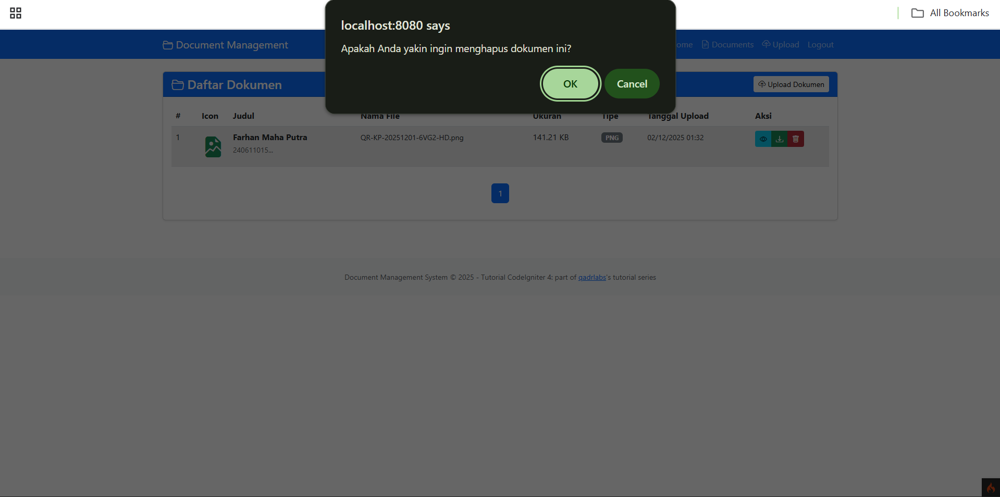 localhost:8080 says
All Bookmarks
Apakah Anda yakin ingin menghapus dokumen ini?
OK Cancel
Document Management
ome Documents Upload Logout
Daftar Dokumen
Upload Dokumen
# Icon Judul Nama File Ukuran Tipe Tanggal Upload Aksi
1 Farhan Maha Putra QR-KP-20251201-6VG2-HD.png 141.21 KB PNG 02/12/2025 01:32
240611015...
1
Document Management System © 2025 - Tutorial CodeIgniter 4: part of qadrlabs's tutorial series